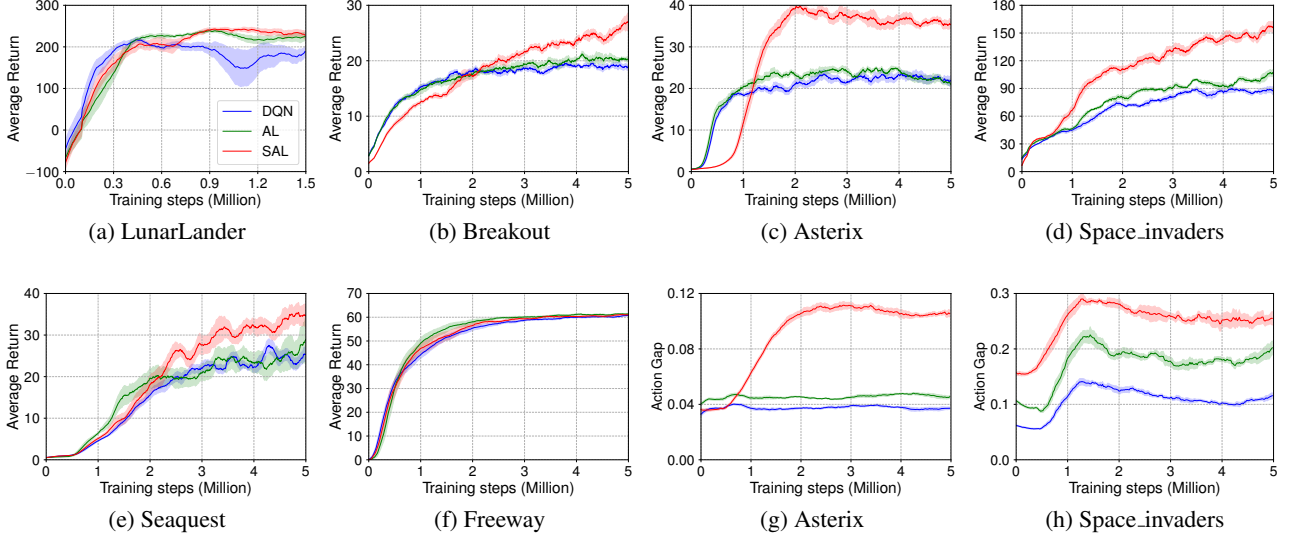 300
200
100
0
−100
Average Return
DQN
AL
SAL
0.0 0.3 0.6 0.9 1.2 1.5
Training steps (Million)
(a) LunarLander
30
20
10
0
Average Return
0 1 2 3 4 5
Training steps (Million)
(b) Breakout
40
30
20
10
0
Average Return
0 1 2 3 4 5
Training steps (Million)
(c) Asterix
180
150
120
90
60
30
0
Average Return
0 1 2 3 4 5
Training steps (Million)
(d) Space_invaders
40
30
20
10
0
Average Return
0 1 2 3 4 5
Training steps (Million)
(e) Seaquest
70
60
50
40
30
20
10
0
Average Return
0 1 2 3 4 5
Training steps (Million)
(f) Freeway
0.12
0.08
0.04
0.00
Action Gap
0 1 2 3 4 5
Training steps (Million)
(g) Asterix
0.3
0.2
0.1
0.0
Action Gap
0 1 2 3 4 5
Training steps (Million)
(h) Space_invaders